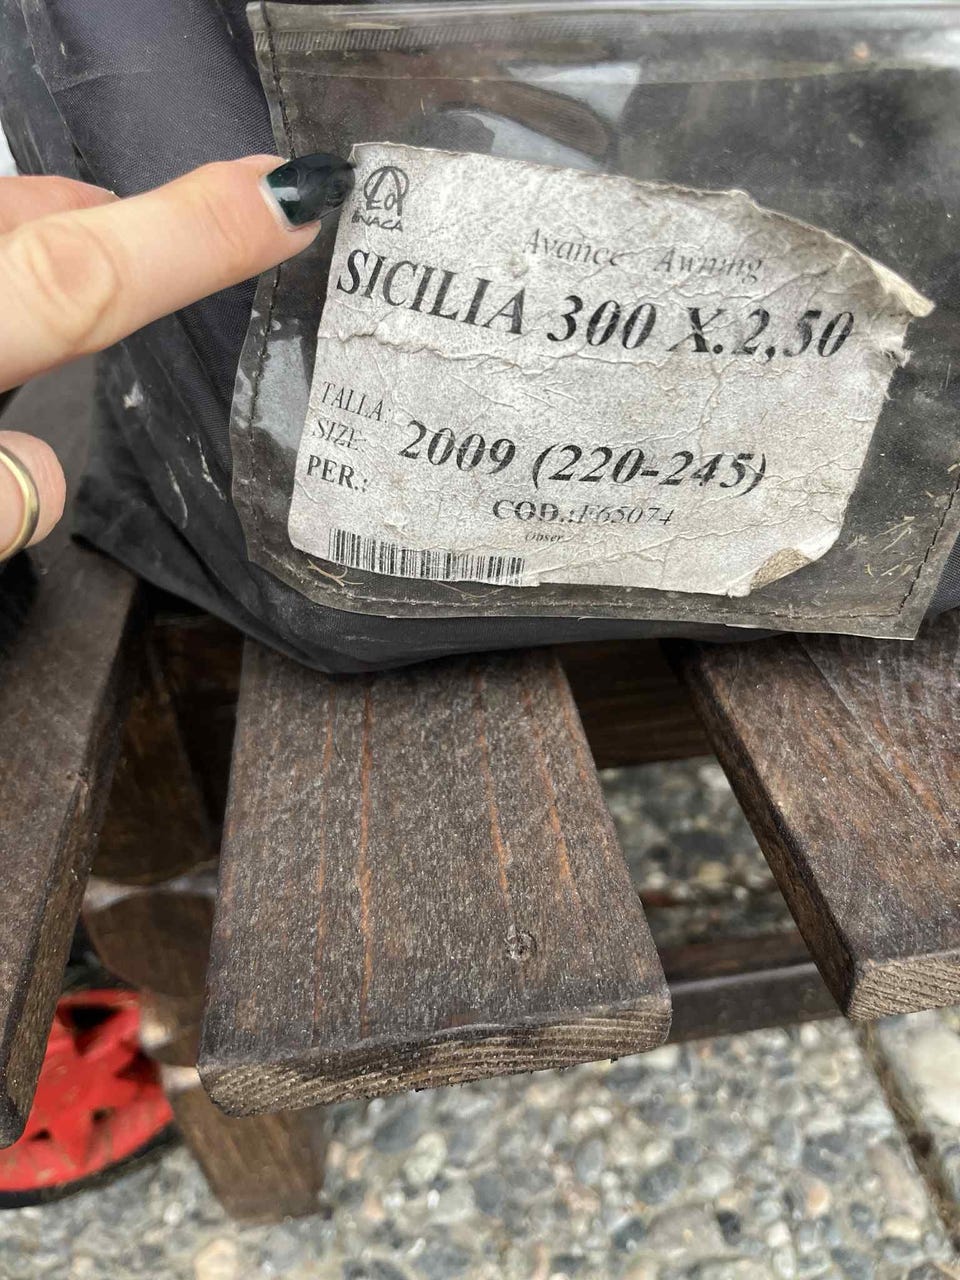 INACA
Avance Awning
SICILIA 300 X.2,50
TALLA:
SIZE: 2009 (220-245)
PER.:
COD.:F65074
Obser.